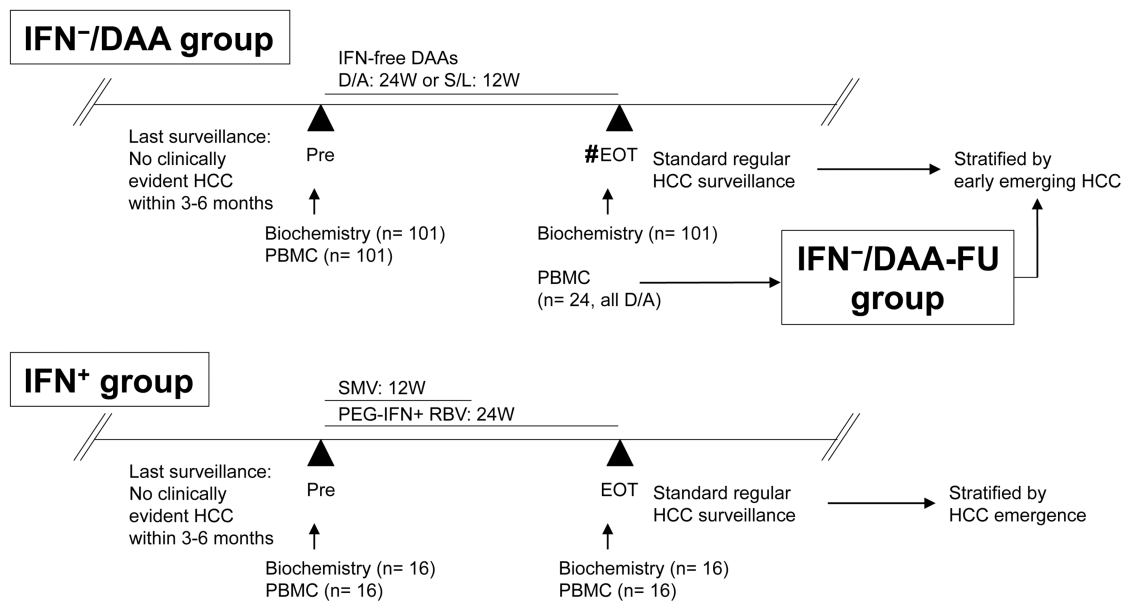 IFN⁻/DAA group
IFN-free DAAs
D/A: 24W or S/L: 12W
Last surveillance:
No clinically
evident HCC
within 3-6 months
Pre
#EOT
Standard regular
HCC surveillance
Stratified by
early emerging HCC
Biochemistry (n= 101)
PBMC (n= 101)
Biochemistry (n= 101)
PBMC
(n= 24, all D/A)
IFN⁻/DAA-FU
group
IFN⁺ group
SMV: 12W
PEG-IFN+ RBV: 24W
Last surveillance:
No clinically
evident HCC
within 3-6 months
Pre
EOT
Standard regular
HCC surveillance
Stratified by
HCC emergence
Biochemistry (n= 16)
PBMC (n= 16)
Biochemistry (n= 16)
PBMC (n= 16)